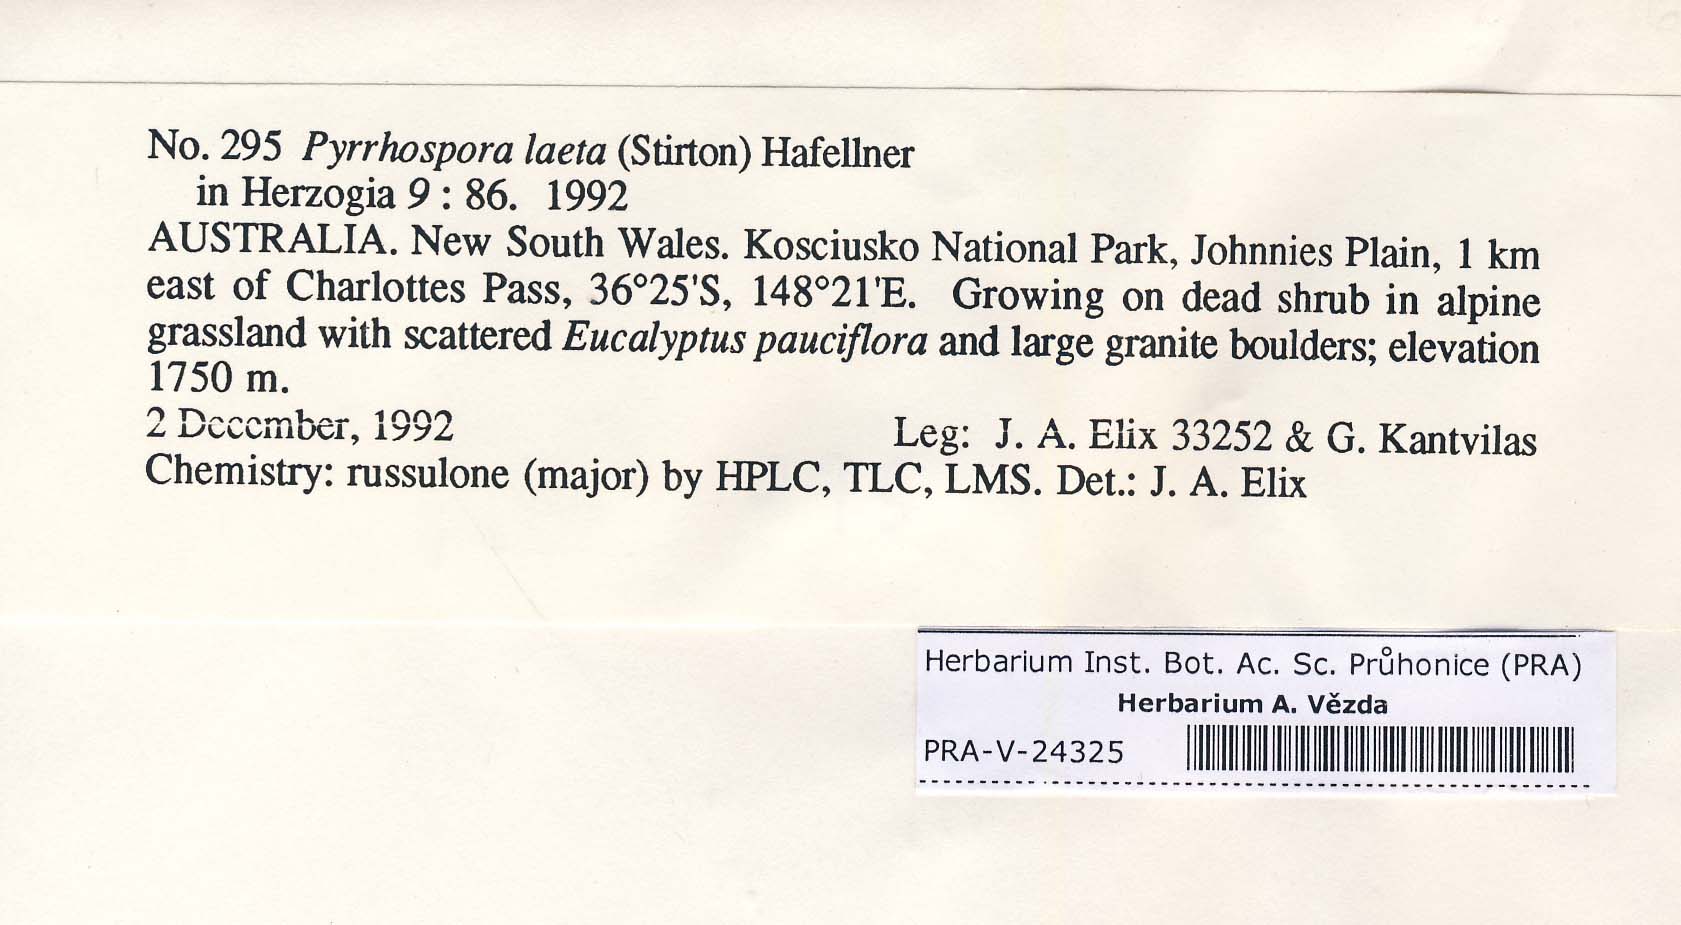 No. 295 Pyrrhospora laeta (Stirton) Hafellner
in Herzogia 9 : 86. 1992
AUSTRALIA. New South Wales. Kosciusko National Park, Johnnies Plain, 1 km
east of Charlottes Pass, 36°25'S, 148°21'E. Growing on dead shrub in alpine
grassland with scattered Eucalyptus pauciflora and large granite boulders; elevation
1750 m.
2 December, 1992 Leg: J. A. Elix 33252 & G. Kantvilas
Chemistry: russulone (major) by HPLC, TLC, LMS. Det.: J. A. Elix
Herbarium Inst. Bot. Ac. Sc. Průhonice (PRA)
Herbarium A. Vězda
PRA-V-24325